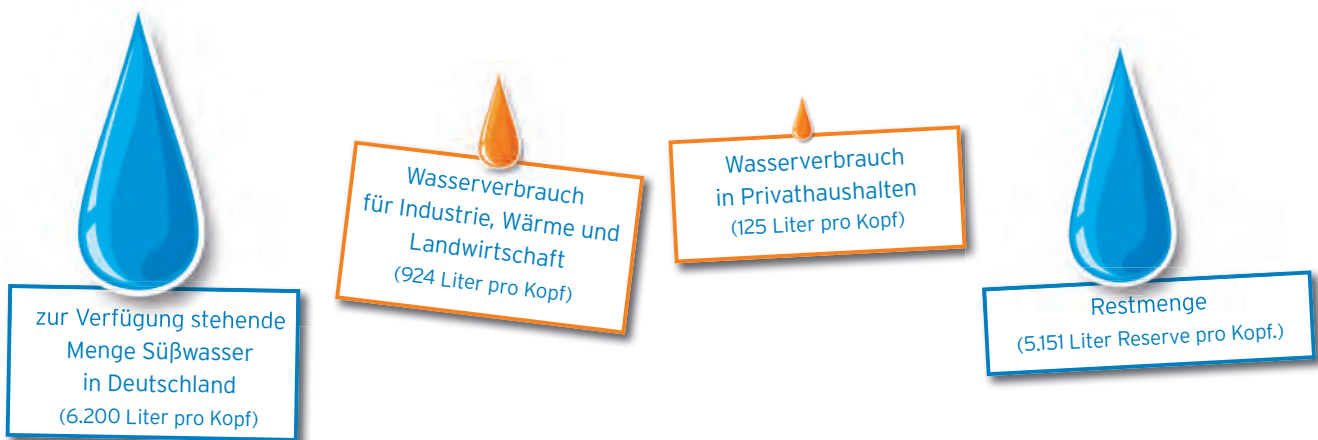 zur Verfügung stehende
Menge Süßwasser
in Deutschland
(6.200 Liter pro Kopf)
Wasserverbrauch
für Industrie, Wärme und
Landwirtschaft
(924 Liter pro Kopf)
Wasserverbrauch
in Privathaushalten
(125 Liter pro Kopf)
Restmenge
(5.151 Liter Reserve pro Kopf.)